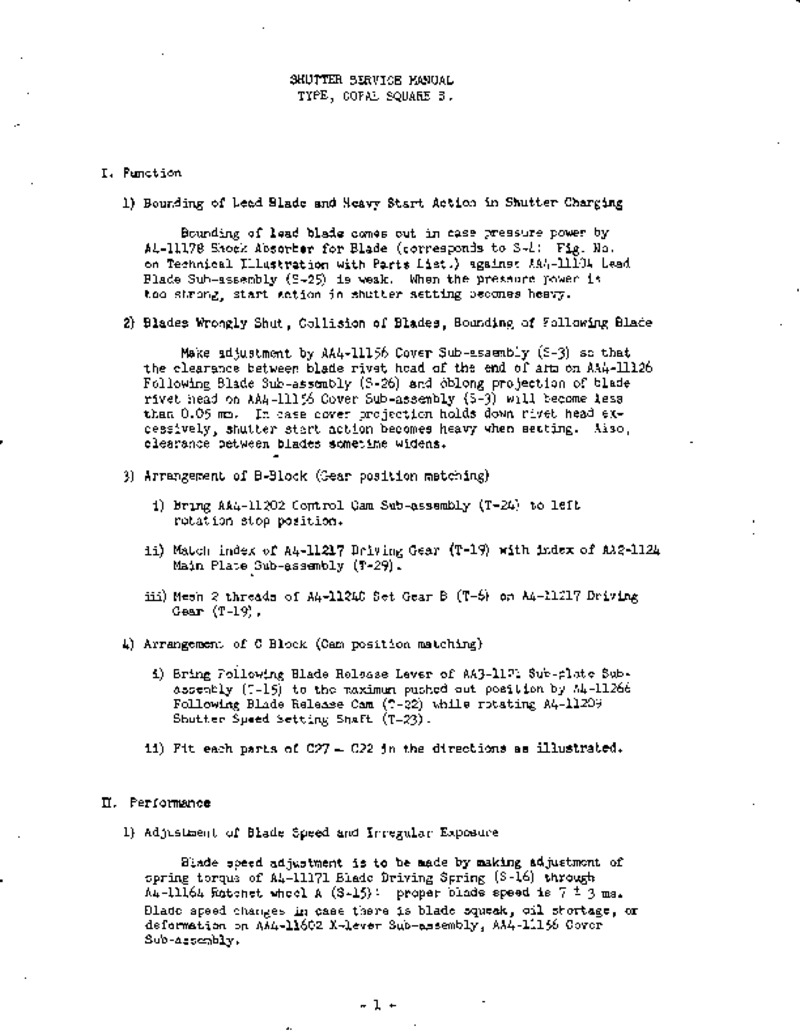 SHUTTER SERVICE MANUAL
TYPE, COPAL SQUARE S.
I. Function
1) Bounding of Lead Blade and Heavy Start Action in Shutter Charging
Bounding of lead blade comes out in case pressure power by
A4-11178 Shock Absorber for Blade (corresponds to S-4: Fig. No.
on Technical Illustration with Parts List.) against AA4-11104 Lead
Blade Sub-assembly (S-25) is weak. When the pressure power is
too strong, start action in shutter setting becomes heavy.
2) Blades Wrongly Shut, Collision of Blades, Bounding of Following Blade
Make adjustment by AA4-11156 Cover Sub-assembly (S-3) so that
the clearance between blade rivet head of the end of arm on AA4-11126
Following Blade Sub-assembly (S-26) and oblong projection of blade
rivet head on AA4-11156 Cover Sub-assembly (S-3) will become less
than 0.05 mm. In case cover projection holds down rivet head ex-
cessively, shutter start action becomes heavy when setting. Also,
clearance between blades sometime widens.
3) Arrangement of B-Block (Gear position matching)
i) Bring AA4-11202 Control Cam Sub-assembly (T-24) to left
rotation stop position.
ii) Match index of A4-11217 Driving Gear (T-19) with index of AA2-1124
Main Plate Sub-assembly (T-29).
iii) Mesh 2 threads of A4-11240 Set Gear B (T-6) on A4-11217 Driving
Gear (T-19).
4) Arrangement of C Block (Cam position matching)
i) Bring Following Blade Release Lever of Sub-plate Sub-
assembly (T-15) to the maximun pushed out position by A4-11266
Following Blade Release Cam (T-22) while rotating A4-11209
Shutter Speed Setting Shaft (T-23).
ii) Fit each parts of C27 - C22 in the directions as illustrated.
II. Performance
1) Adjustment of Blade Speed and Irregular Exposure
Blade speed adjustment is to be made by making adjustment of
spring torque of A4-11171 Blade Driving Spring (S-16) through
A4-11164 Ratchet wheel A (S-15): proper blade speed is 7 ± 3 ms.
Blade speed changes in case there is blade squeak, oil shortage, or
deformation on AA4-11602 X-lever Sub-assembly, AA4-11156 Cover
Sub-assembly.
- 1 -